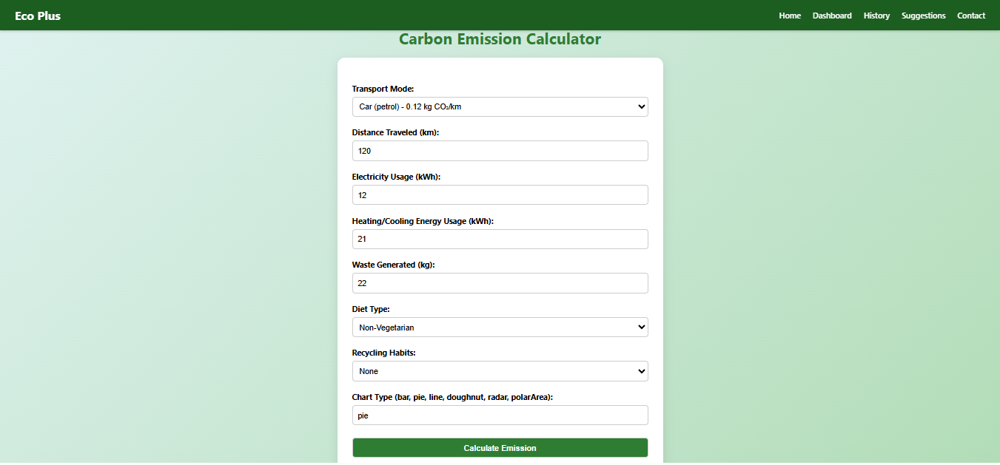 Eco Plus
Home Dashboard History Suggestions Contact
Carbon Emission Calculator
Transport Mode:
Car (petrol) - 0.12 kg CO₂/km
Distance Traveled (km):
120
Electricity Usage (kWh):
12
Heating/Cooling Energy Usage (kWh):
21
Waste Generated (kg):
22
Diet Type:
Non-Vegetarian
Recycling Habits:
None
Chart Type (bar, pie, line, doughnut, radar, polarArea):
pie
Calculate Emission